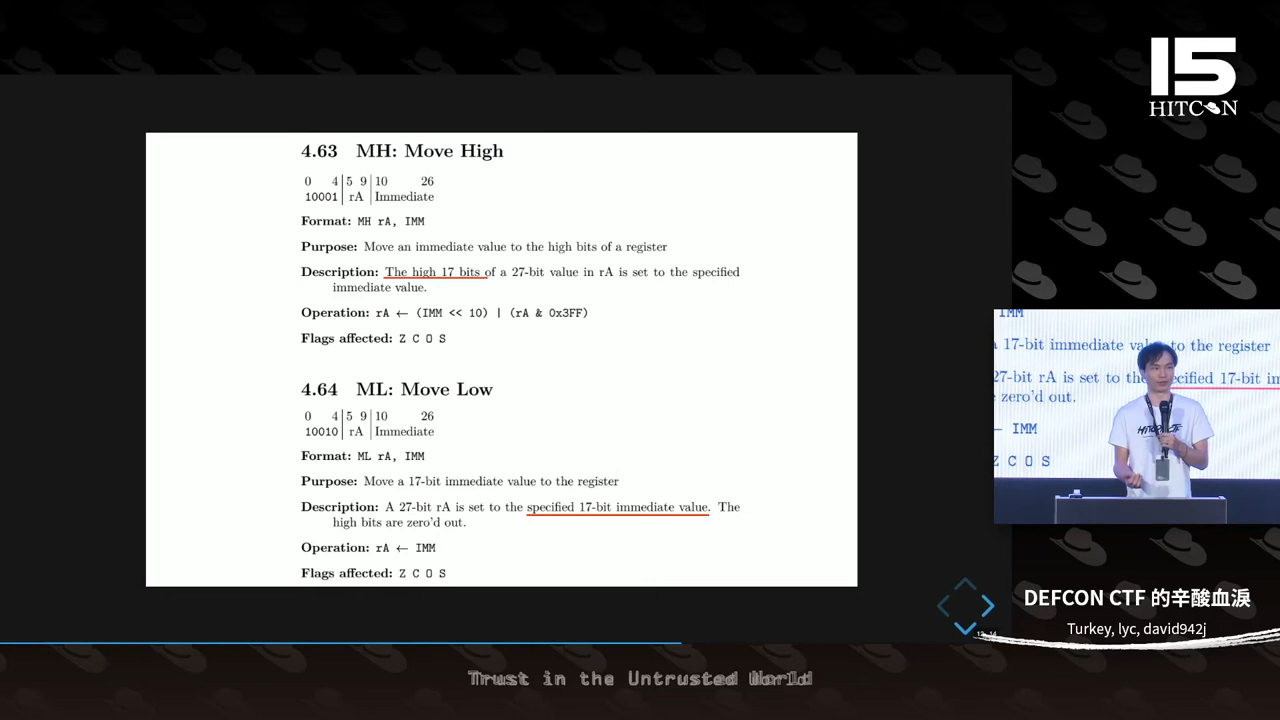 15
HITCON
4.63 MH: Move High
0 4 5 9 10 26
10001 rA Immediate
Format: MH rA, IMM
Purpose: Move an immediate value to the high bits of a register
Description: The high 17 bits of a 27-bit value in rA is set to the specified
immediate value.
Operation: rA ← (IMM << 10) | (rA & 0x3FF)
Flags affected: Z C O S
4.64 ML: Move Low
0 4 5 9 10 26
10010 rA Immediate
Format: ML rA, IMM
Purpose: Move a 17-bit immediate value to the register
Description: A 27-bit rA is set to the specified 17-bit immediate value. The
high bits are zero'd out.
Operation: rA ← IMM
Flags affected: Z C O S
IMM
17-bit immediate to the register
27-bit rA is set to the 17-bit
zero'd out.
← IMM
Z C O S
DEFCON CTF 的辛酸血淚
Turkey, lyc, david942j
Trust in the Untrusted World